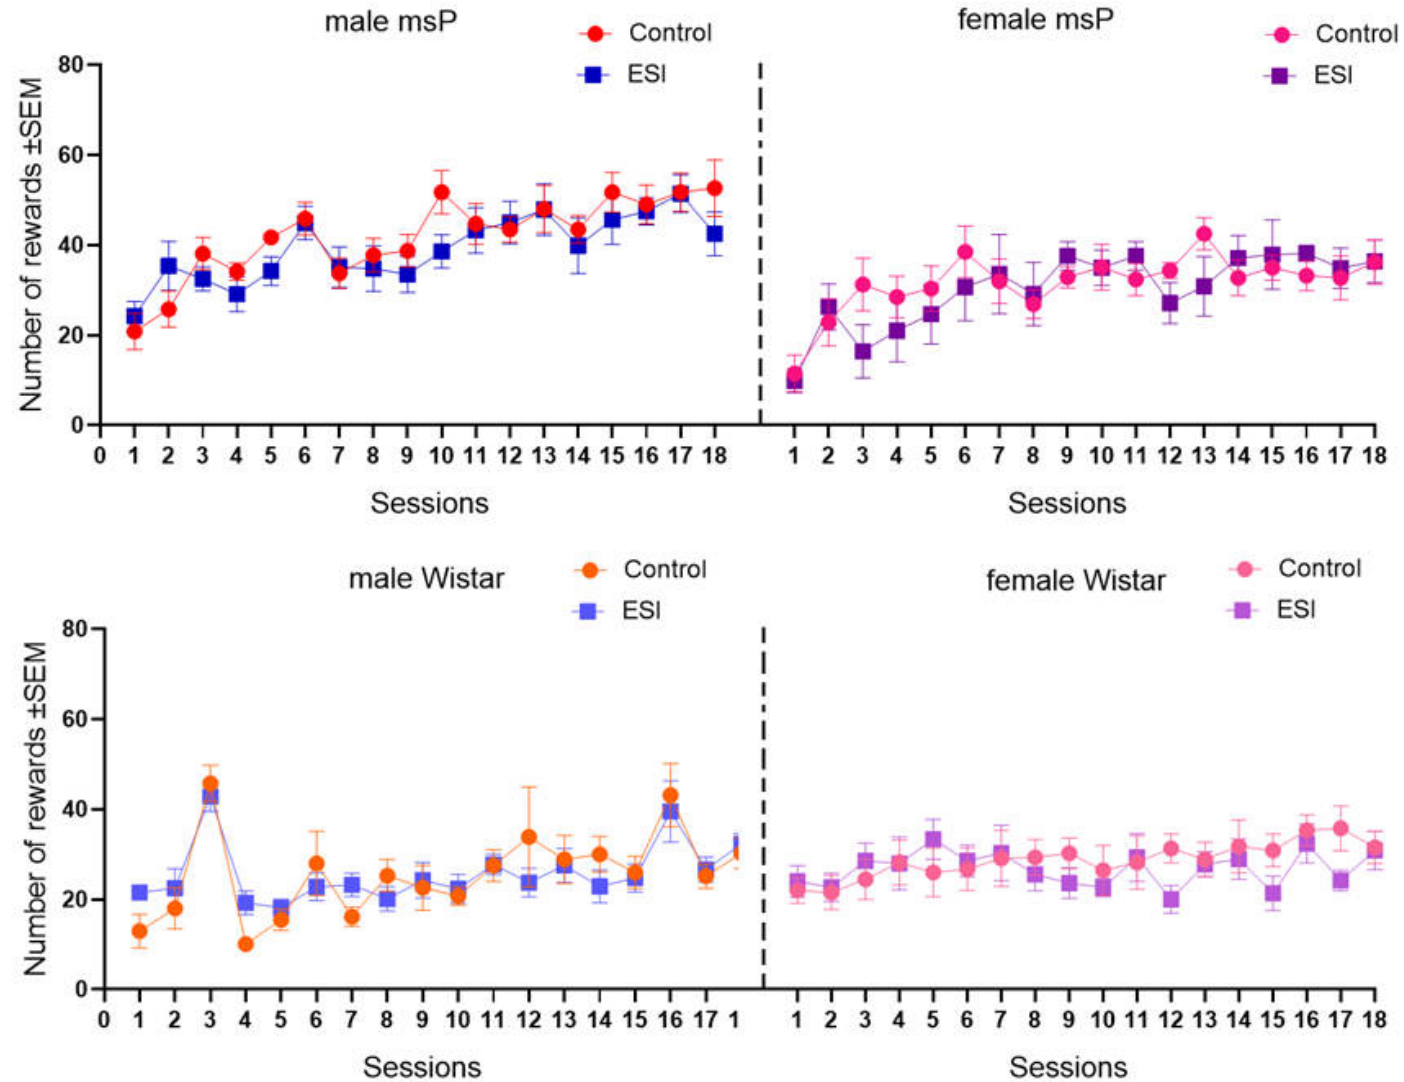 male msP
Control
ESI
female msP
Control
ESI
Number of rewards ±SEM
80
60
40
20
0
0 1 2 3 4 5 6 7 8 9 10 11 12 13 14 15 16 17 18
1 2 3 4 5 6 7 8 9 10 11 12 13 14 15 16 17 18
Sessions
Sessions
male Wistar
Control
ESI
female Wistar
Control
ESI
Number of rewards ±SEM
80
60
40
20
0
0 1 2 3 4 5 6 7 8 9 10 11 12 13 14 15 16 17 1
1 2 3 4 5 6 7 8 9 10 11 12 13 14 15 16 17 18
Sessions
Sessions